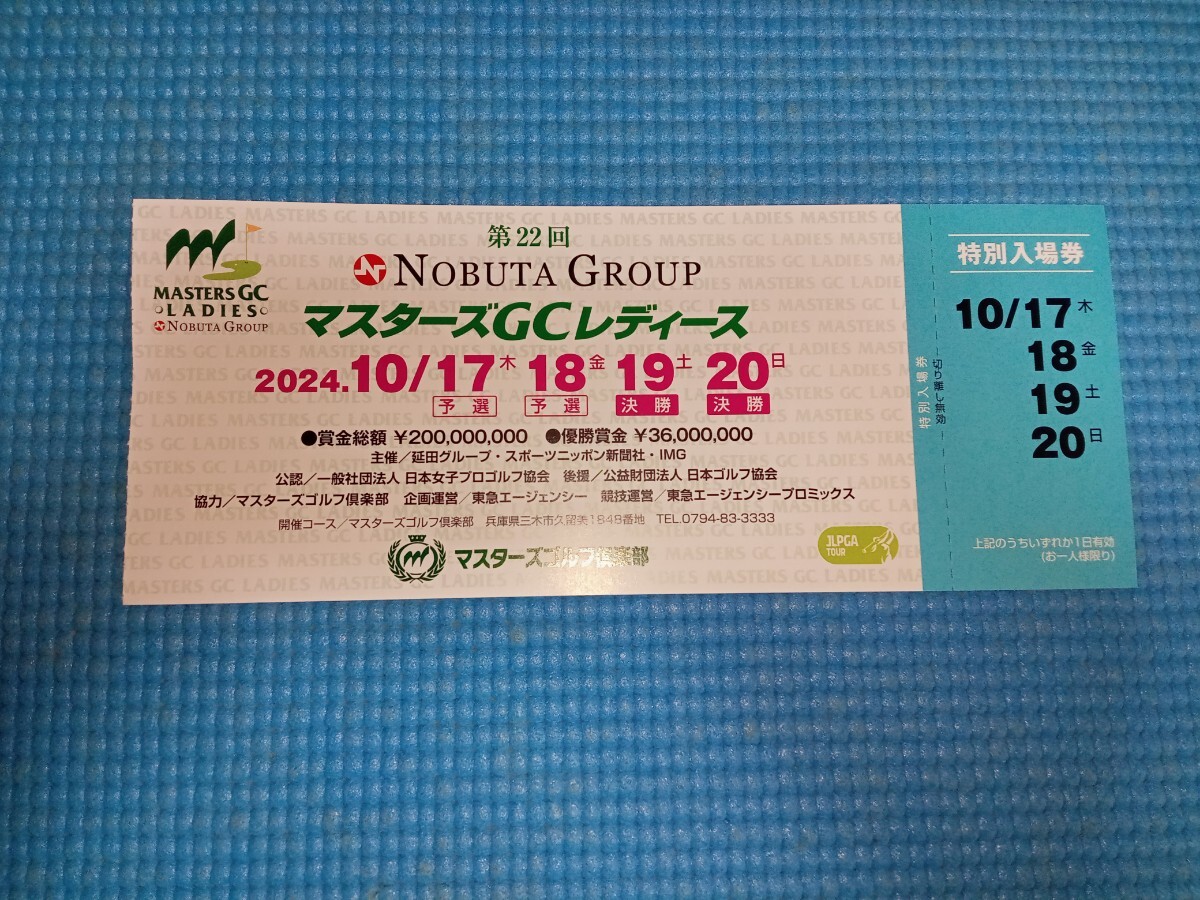 MASTERS GC
LADIES
NOBUTA GROUP
第22回
NOBUTA GROUP
マスターズGCレディース
2024.10/17木 18金 19土 20日
予選 予選 決勝 決勝
●賞金総額 ¥200,000,000 ●優勝賞金 ¥36,000,000
主催/延田グループ・スポーツニッポン新聞社・IMG
公認/一般社団法人 日本女子プロゴルフ協会 後援/公益財団法人 日本ゴルフ協会
協力/マスターズゴルフ倶楽部 企画運営/東急エージェンシー 競技運営/東急エージェンシープロミックス
開催コース/マスターズゴルフ倶楽部 兵庫県三木市久留美1848番地 TEL.0794-83-3333
マスターズゴルフ倶楽部
JLPGA
TOUR
特別入場券
切り離し無効
特別入場券
10/17木
18金
19土
20日
上記のうちいずれか1日有効
(お一人様限り)